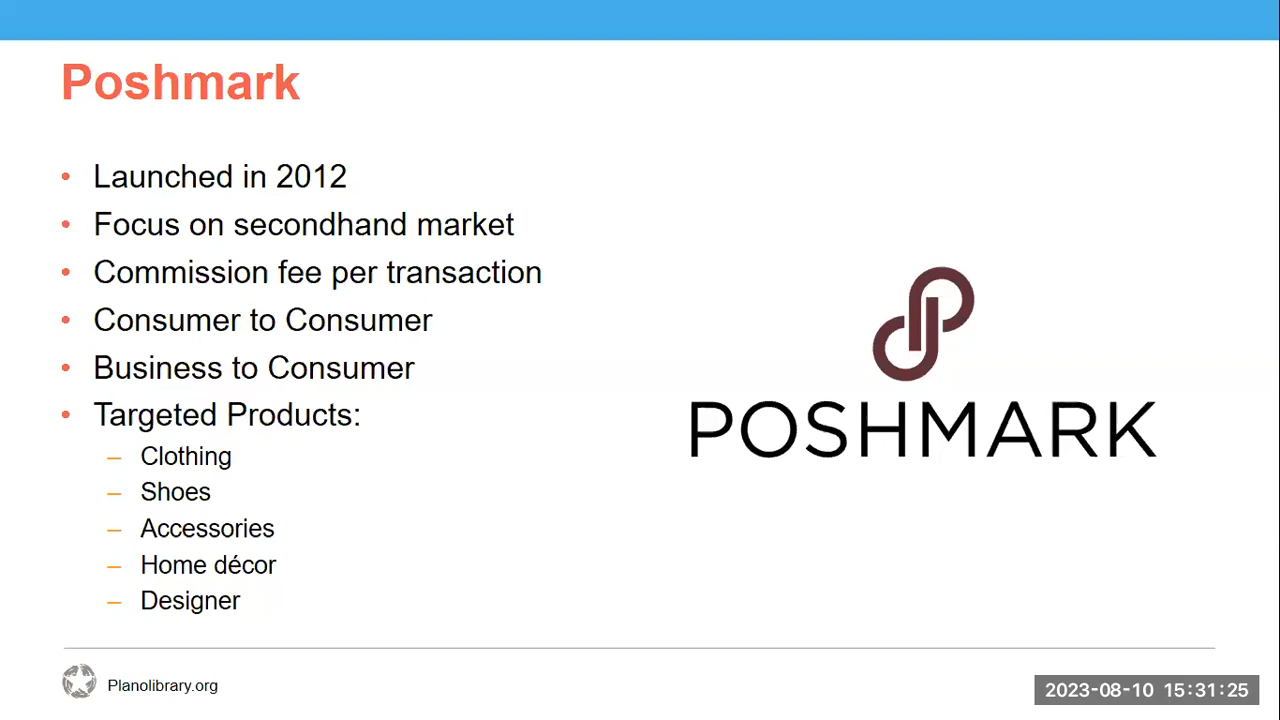 Poshmark
• Launched in 2012
• Focus on secondhand market
• Commission fee per transaction
• Consumer to Consumer
• Business to Consumer
• Targeted Products:
– Clothing
– Shoes
– Accessories
– Home décor
– Designer
POSHMARK
Planolibrary.org
2023-08-10 15:31:25